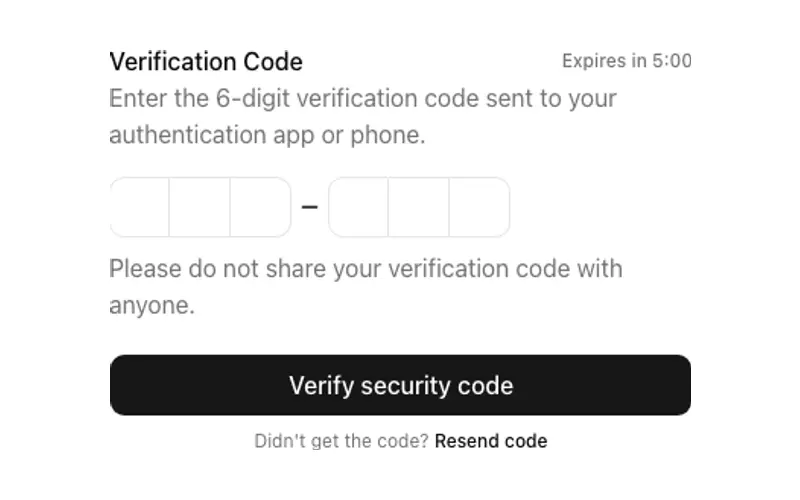 Verification Code Expires in 5:00
Enter the 6-digit verification code sent to your
authentication app or phone.
–
Please do not share your verification code with
anyone.
Verify security code
Didn't get the code? Resend code